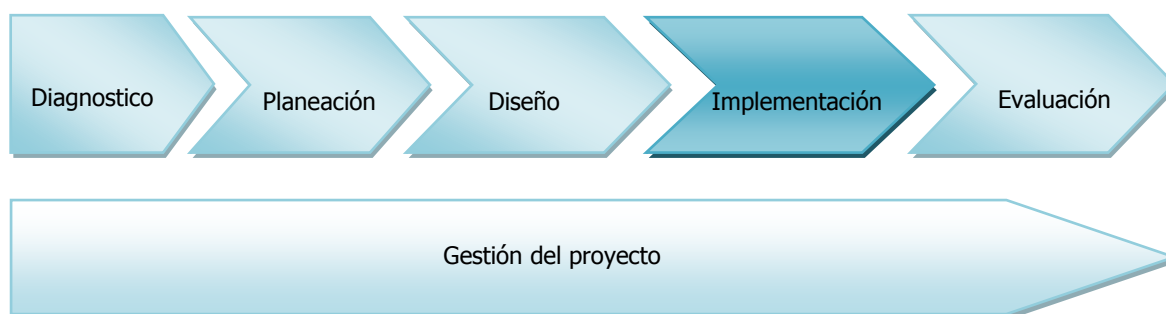 Diagnostico
Planeación
Diseño
Implementación
Evaluación
Gestión del proyecto